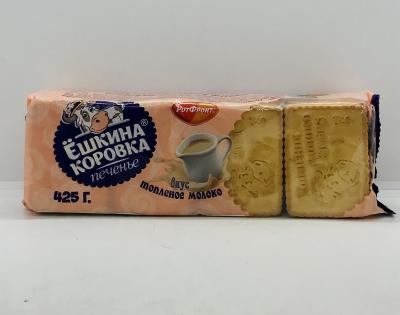 РотФронт
ЁШКИНА®
КОРОВКА
печенье
вкус
топленое молоко
425 Г.